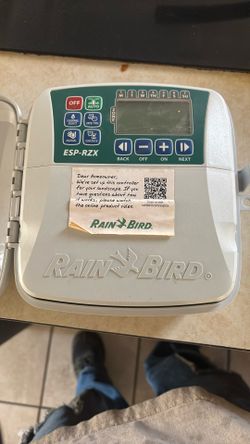 OFF
AUTO
ESP-RZX
BACK
OFF
ON
NEXT
Dear homeowner,
We've set up this controller
for your landscape. If you
have questions about how
it works, please watch
the online product video.
RAIN BIRD
RAIN BIRD